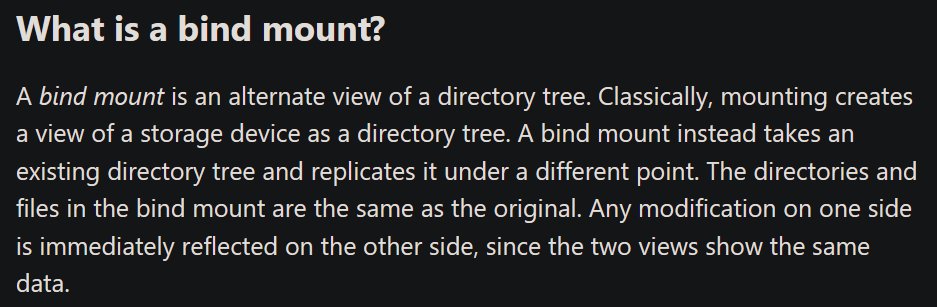 What is a bind mount?
A bind mount is an alternate view of a directory tree. Classically, mounting creates
a view of a storage device as a directory tree. A bind mount instead takes an
existing directory tree and replicates it under a different point. The directories and
files in the bind mount are the same as the original. Any modification on one side
is immediately reflected on the other side, since the two views show the same
data.